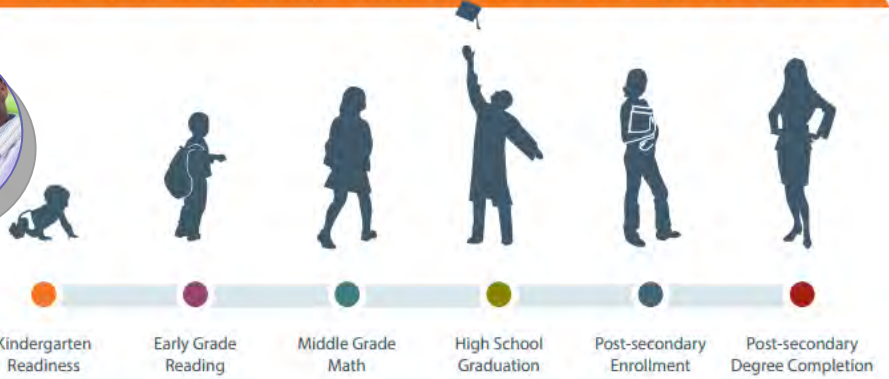 Kindergarten
Readiness
Early Grade
Reading
Middle Grade
Math
High School
Graduation
Post-secondary
Enrollment
Post-secondary
Degree Completion